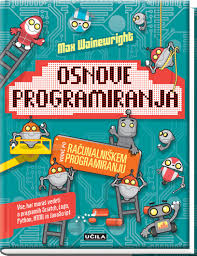 Max Wainewright
OSNOVE
PROGRAMIRANJA
RAČUNALNIŠKEM
PROGRAMIRANJU
Vse, kar moraš vedeti
o programih Scratch, Logo,
Python, HTML in JavaScript
UČILA